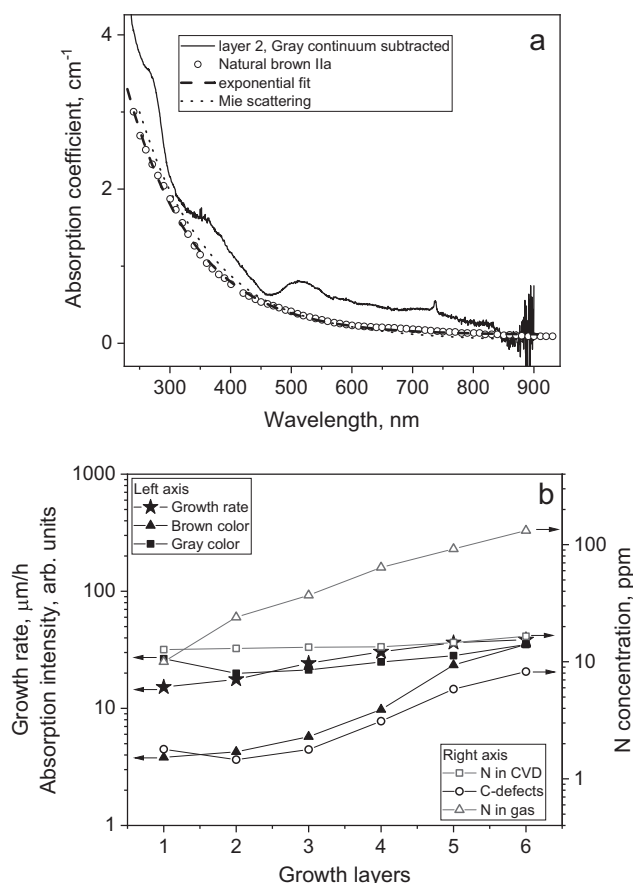 a
layer 2, Gray continuum subtracted
Natural brown IIa
exponential fit
Mie scattering
Absorption coefficient, cm⁻¹
4
2
0
300 400 500 600 700 800 900
Wavelength, nm
b
Left axis
Growth rate
Brown color
Gray color
Growth rate, μm/h
Absorption intensity, arb. units
1000
100
10
1
N concentration, ppm
100
10
1
Right axis
N in CVD
C-defects
N in gas
1 2 3 4 5 6
Growth layers